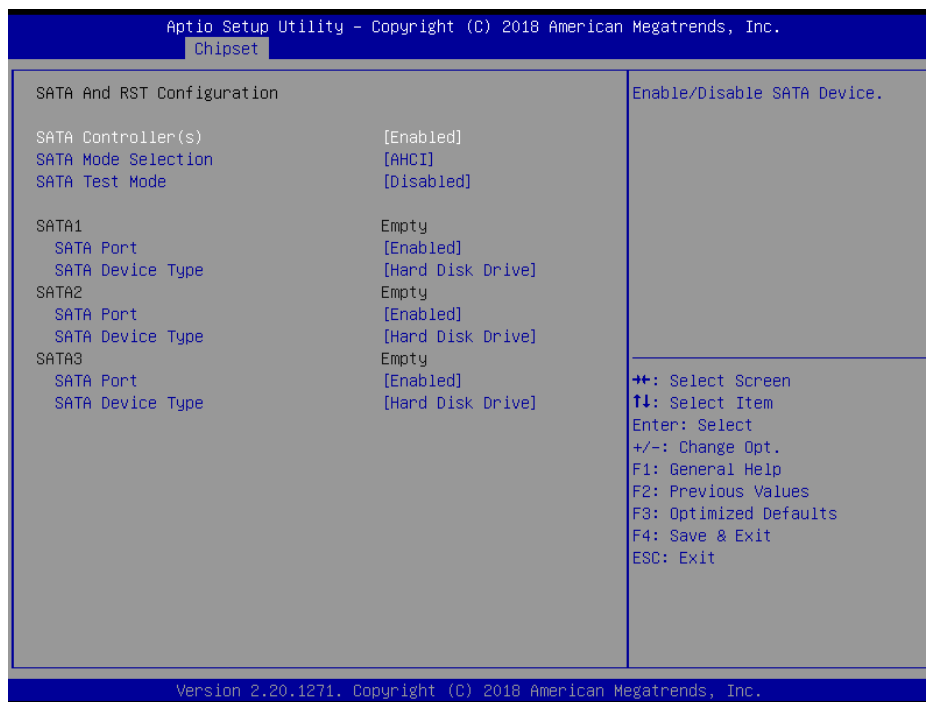 Aptio Setup Utility – Copyright (C) 2018 American Megatrends, Inc.
Chipset
SATA And RST Configuration
SATA Controller(s) [Enabled]
SATA Mode Selection [AHCI]
SATA Test Mode [Disabled]
SATA1 Empty
SATA Port [Enabled]
SATA Device Type [Hard Disk Drive]
SATA2 Empty
SATA Port [Enabled]
SATA Device Type [Hard Disk Drive]
SATA3 Empty
SATA Port [Enabled]
SATA Device Type [Hard Disk Drive]
Enable/Disable SATA Device.
→←: Select Screen
↑↓: Select Item
Enter: Select
+/-: Change Opt.
F1: General Help
F2: Previous Values
F3: Optimized Defaults
F4: Save & Exit
ESC: Exit
Version 2.20.1271. Copyright (C) 2018 American Megatrends, Inc.